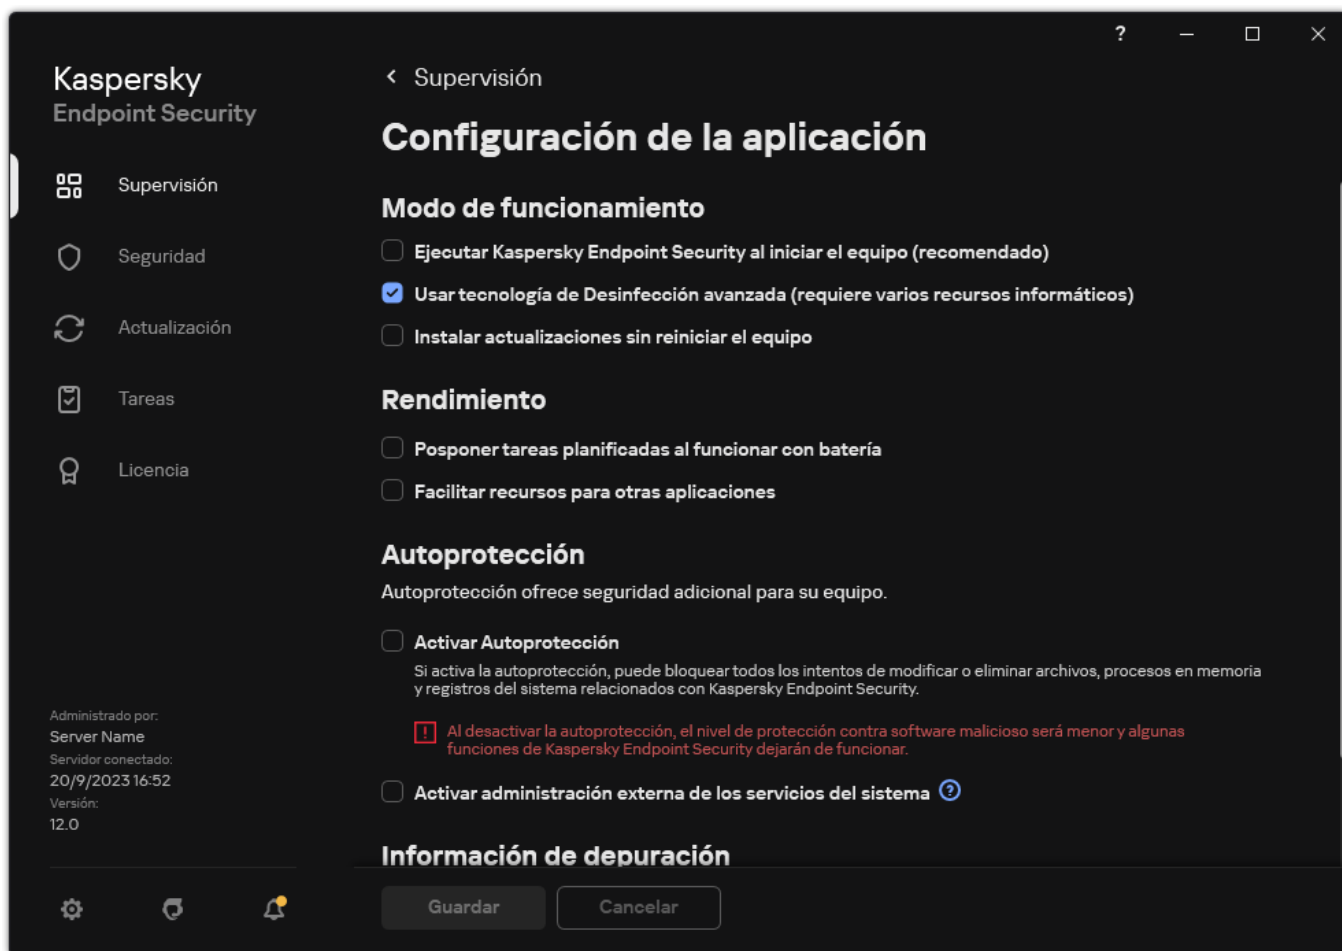 ?
Kaspersky
Endpoint Security
Supervisión
Seguridad
Actualización
Tareas
Licencia
Administrado por:
Server Name
Servidor conectado:
20/9/2023 16:52
Versión:
12.0
Supervisión
Configuración de la aplicación
Modo de funcionamiento
Ejecutar Kaspersky Endpoint Security al iniciar el equipo (recomendado)
Usar tecnología de Desinfección avanzada (requiere varios recursos informáticos)
Instalar actualizaciones sin reiniciar el equipo
Rendimiento
Posponer tareas planificadas al funcionar con batería
Facilitar recursos para otras aplicaciones
Autoprotección
Autoprotección ofrece seguridad adicional para su equipo.
Activar Autoprotección
Si activa la autoprotección, puede bloquear todos los intentos de modificar o eliminar archivos, procesos en memoria
y registros del sistema relacionados con Kaspersky Endpoint Security.
! Al desactivar la autoprotección, el nivel de protección contra software malicioso será menor y algunas
funciones de Kaspersky Endpoint Security dejarán de funcionar.
Activar administración externa de los servicios del sistema ?
Información de depuración
Guardar
Cancelar